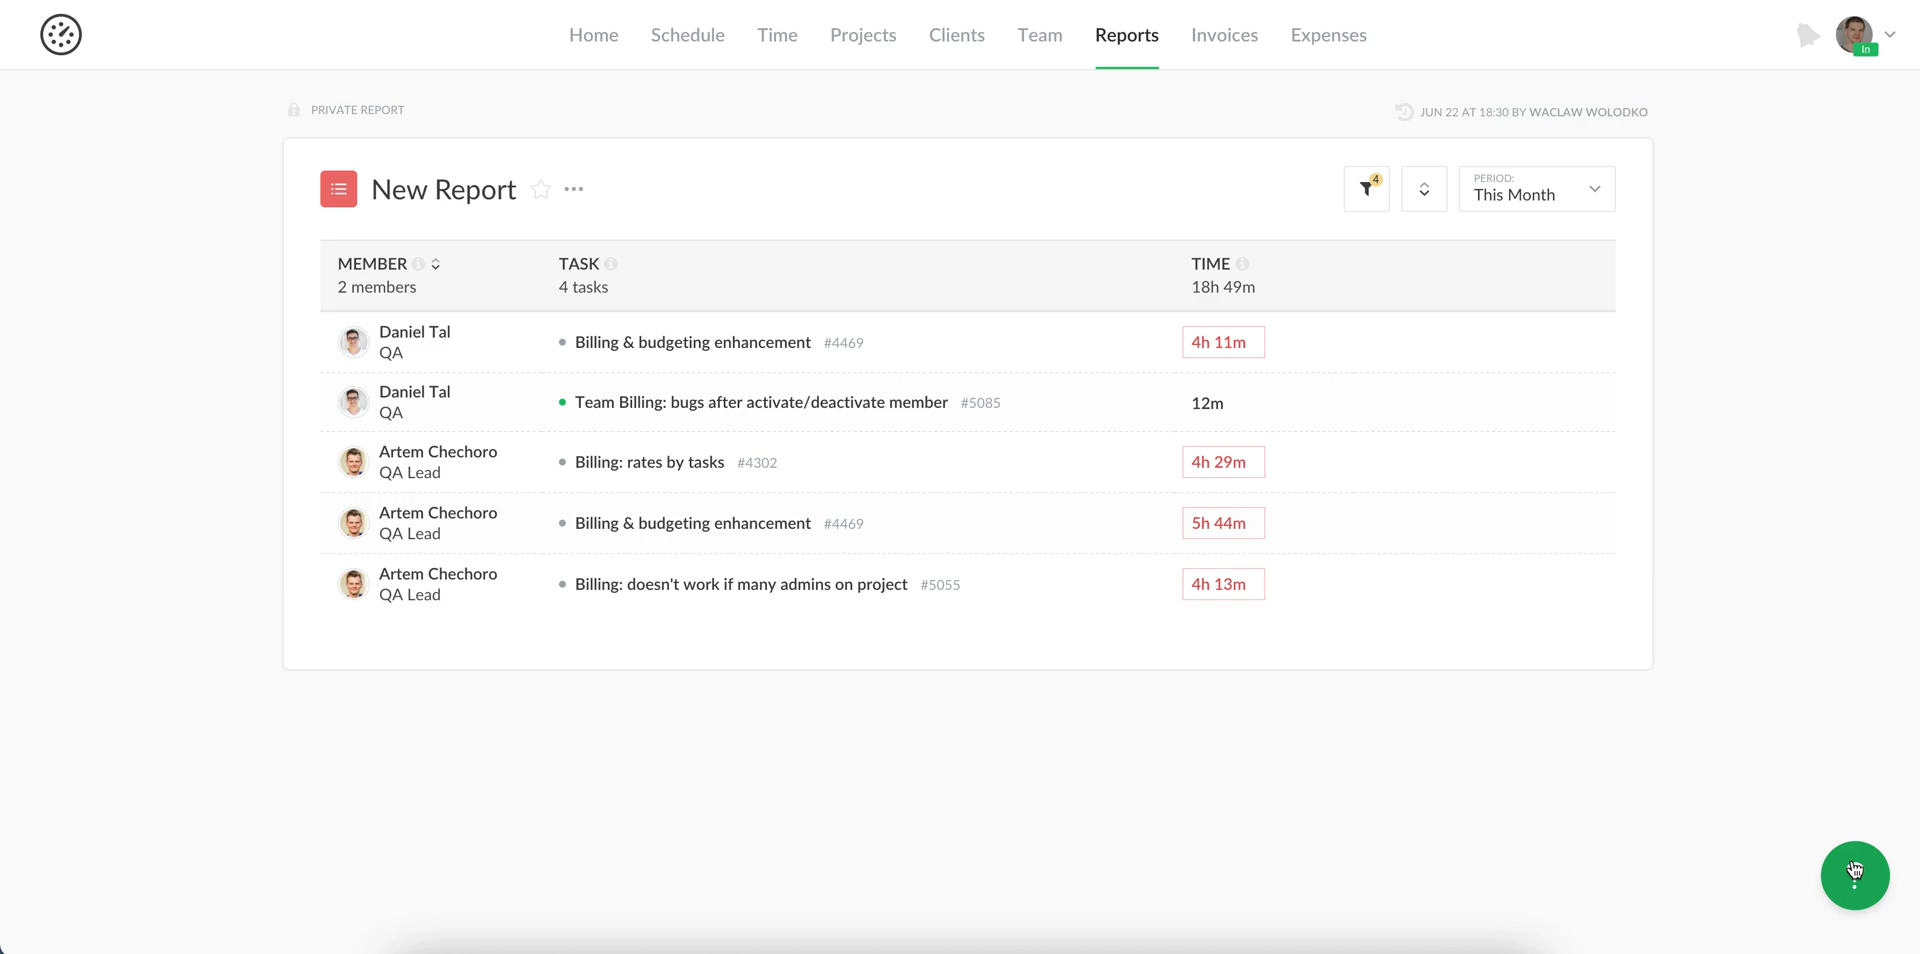 Home Schedule Time Projects Clients Team Reports Invoices Expenses
In
PRIVATE REPORT
JUN 22 AT 18:30 BY WACLAW WOLODKO
New Report
4
PERIOD:
This Month
MEMBER TASK TIME
2 members 4 tasks 18h 49m
Daniel Tal
QA
Billing & budgeting enhancement #4469
4h 11m
Daniel Tal
QA
Team Billing: bugs after activate/deactivate member #5085
12m
Artem Chechoro
QA Lead
Billing: rates by tasks #4302
4h 29m
Artem Chechoro
QA Lead
Billing & budgeting enhancement #4469
5h 44m
Artem Chechoro
QA Lead
Billing: doesn't work if many admins on project #5055
4h 13m